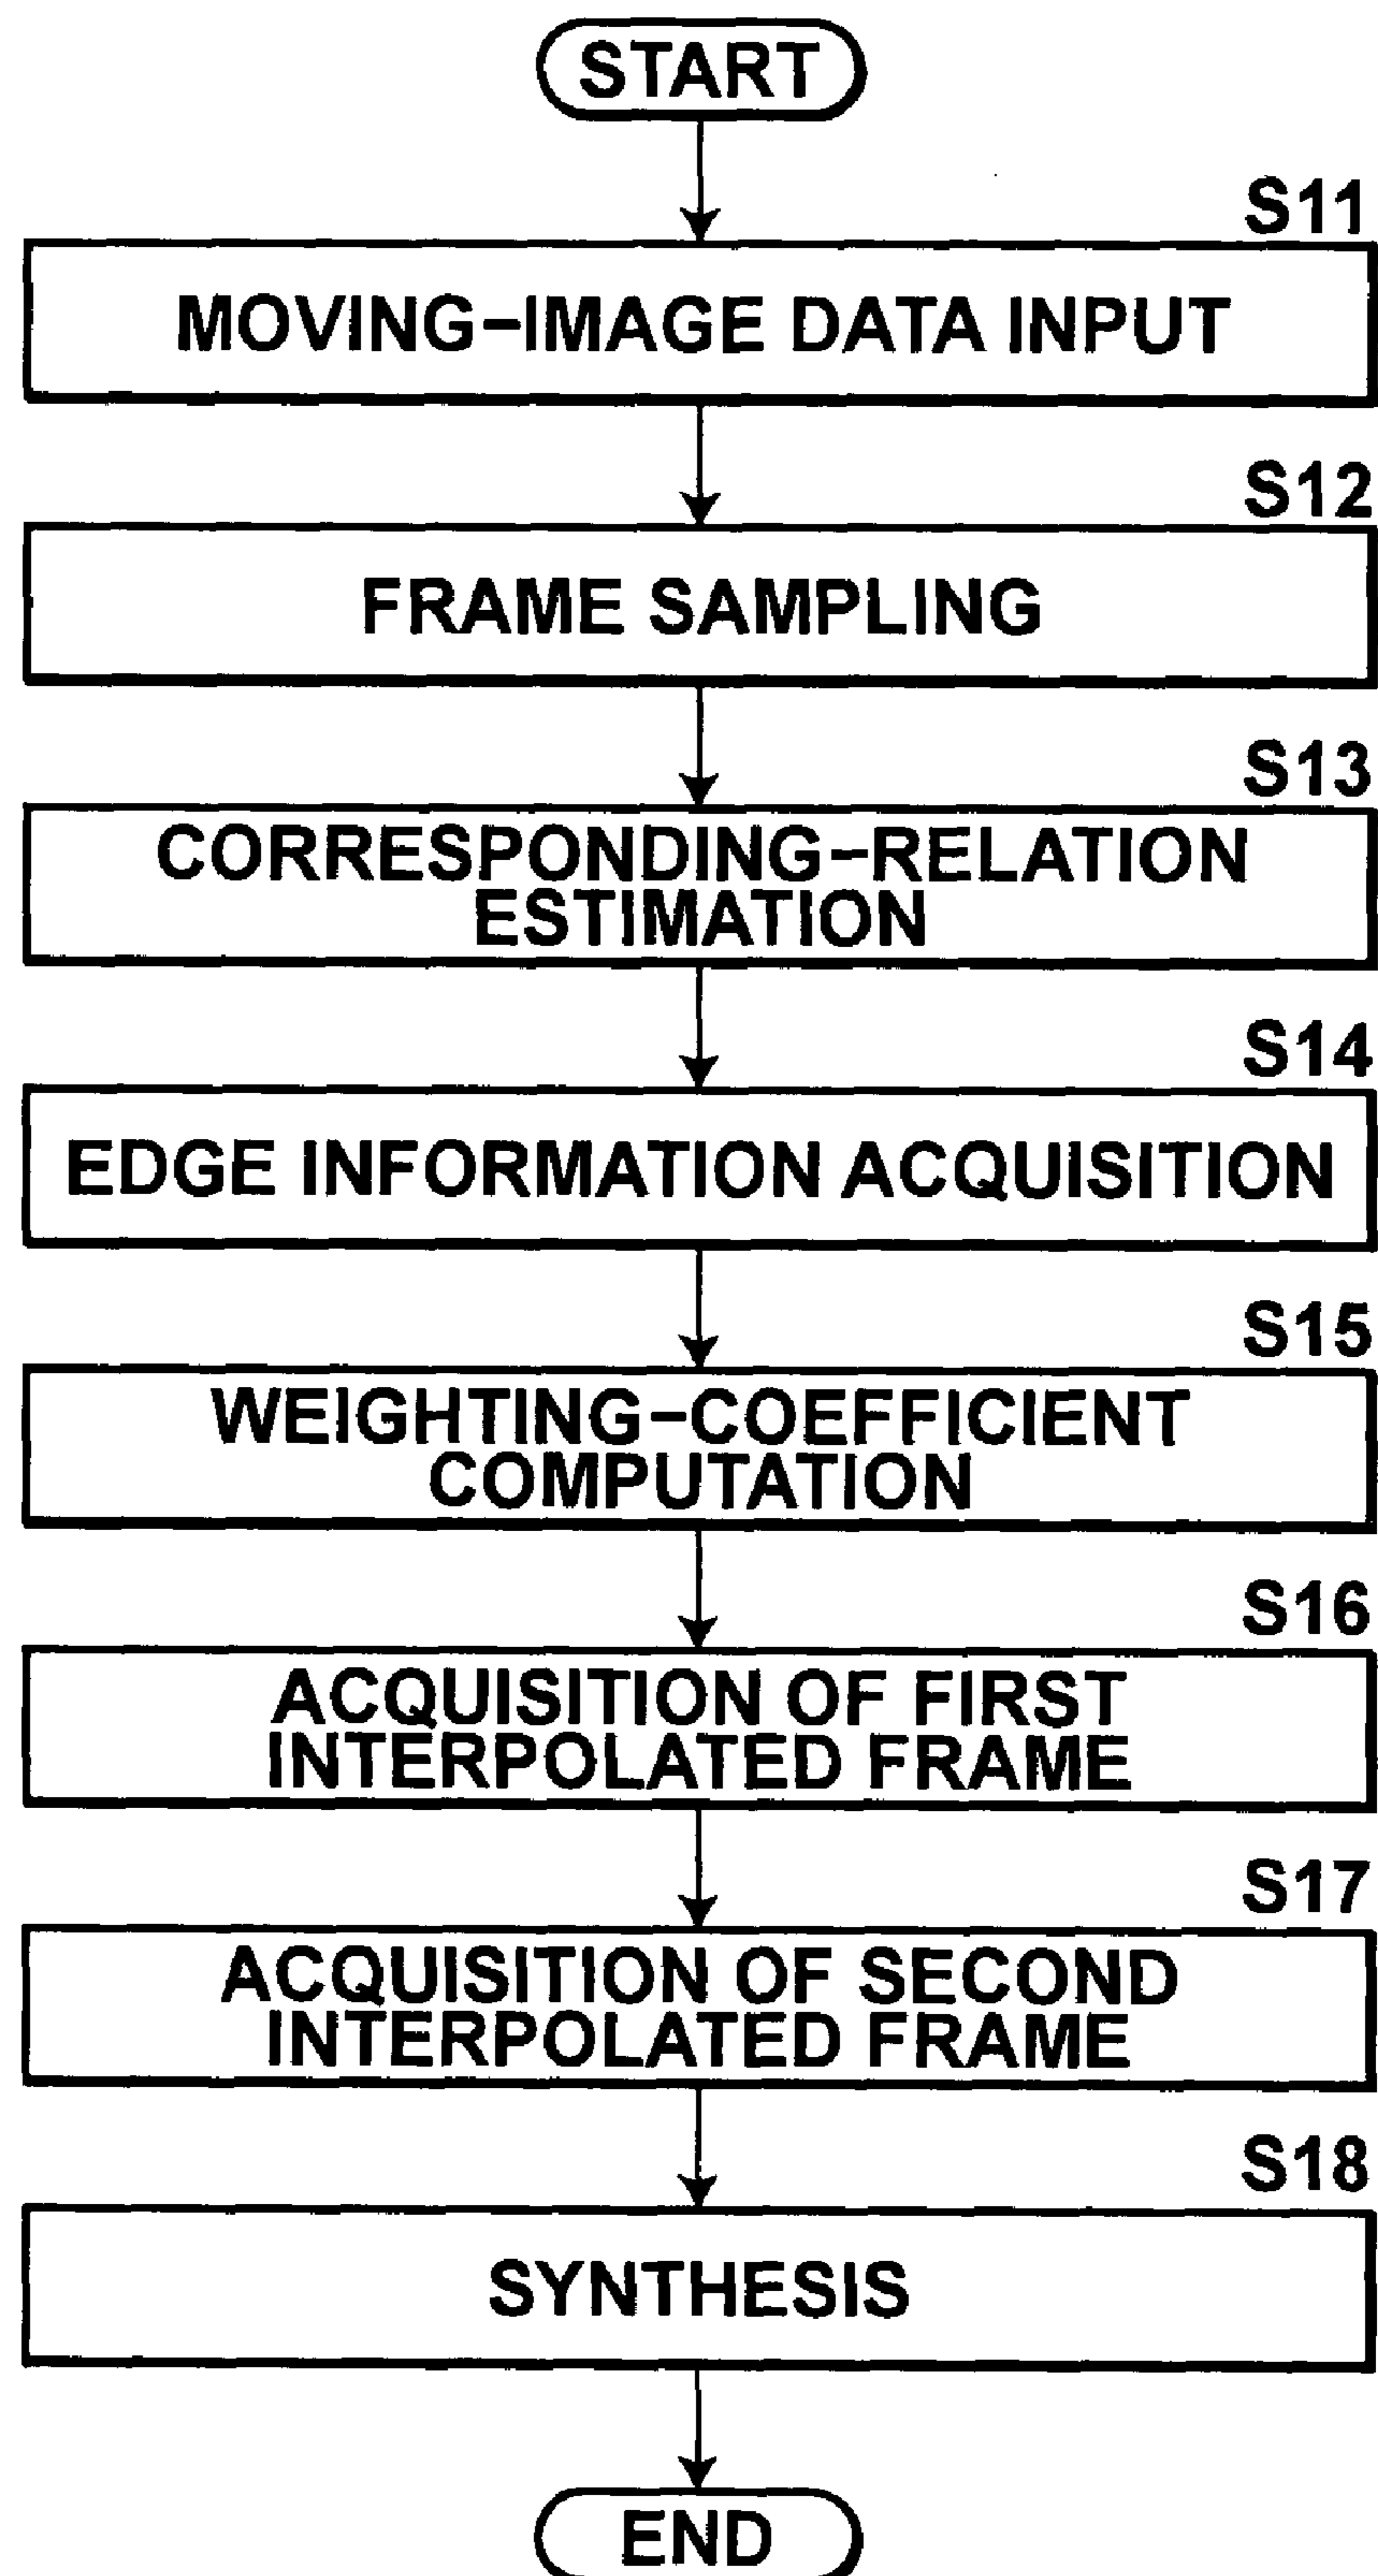 START
S11
MOVING-IMAGE DATA INPUT
S12
FRAME SAMPLING
S13
CORRESPONDING-RELATION
ESTIMATION
S14
EDGE INFORMATION ACQUISITION
S15
WEIGHTING-COEFFICIENT
COMPUTATION
S16
ACQUISITION OF FIRST
INTERPOLATED FRAME
S17
ACQUISITION OF SECOND
INTERPOLATED FRAME
S18
SYNTHESIS
END